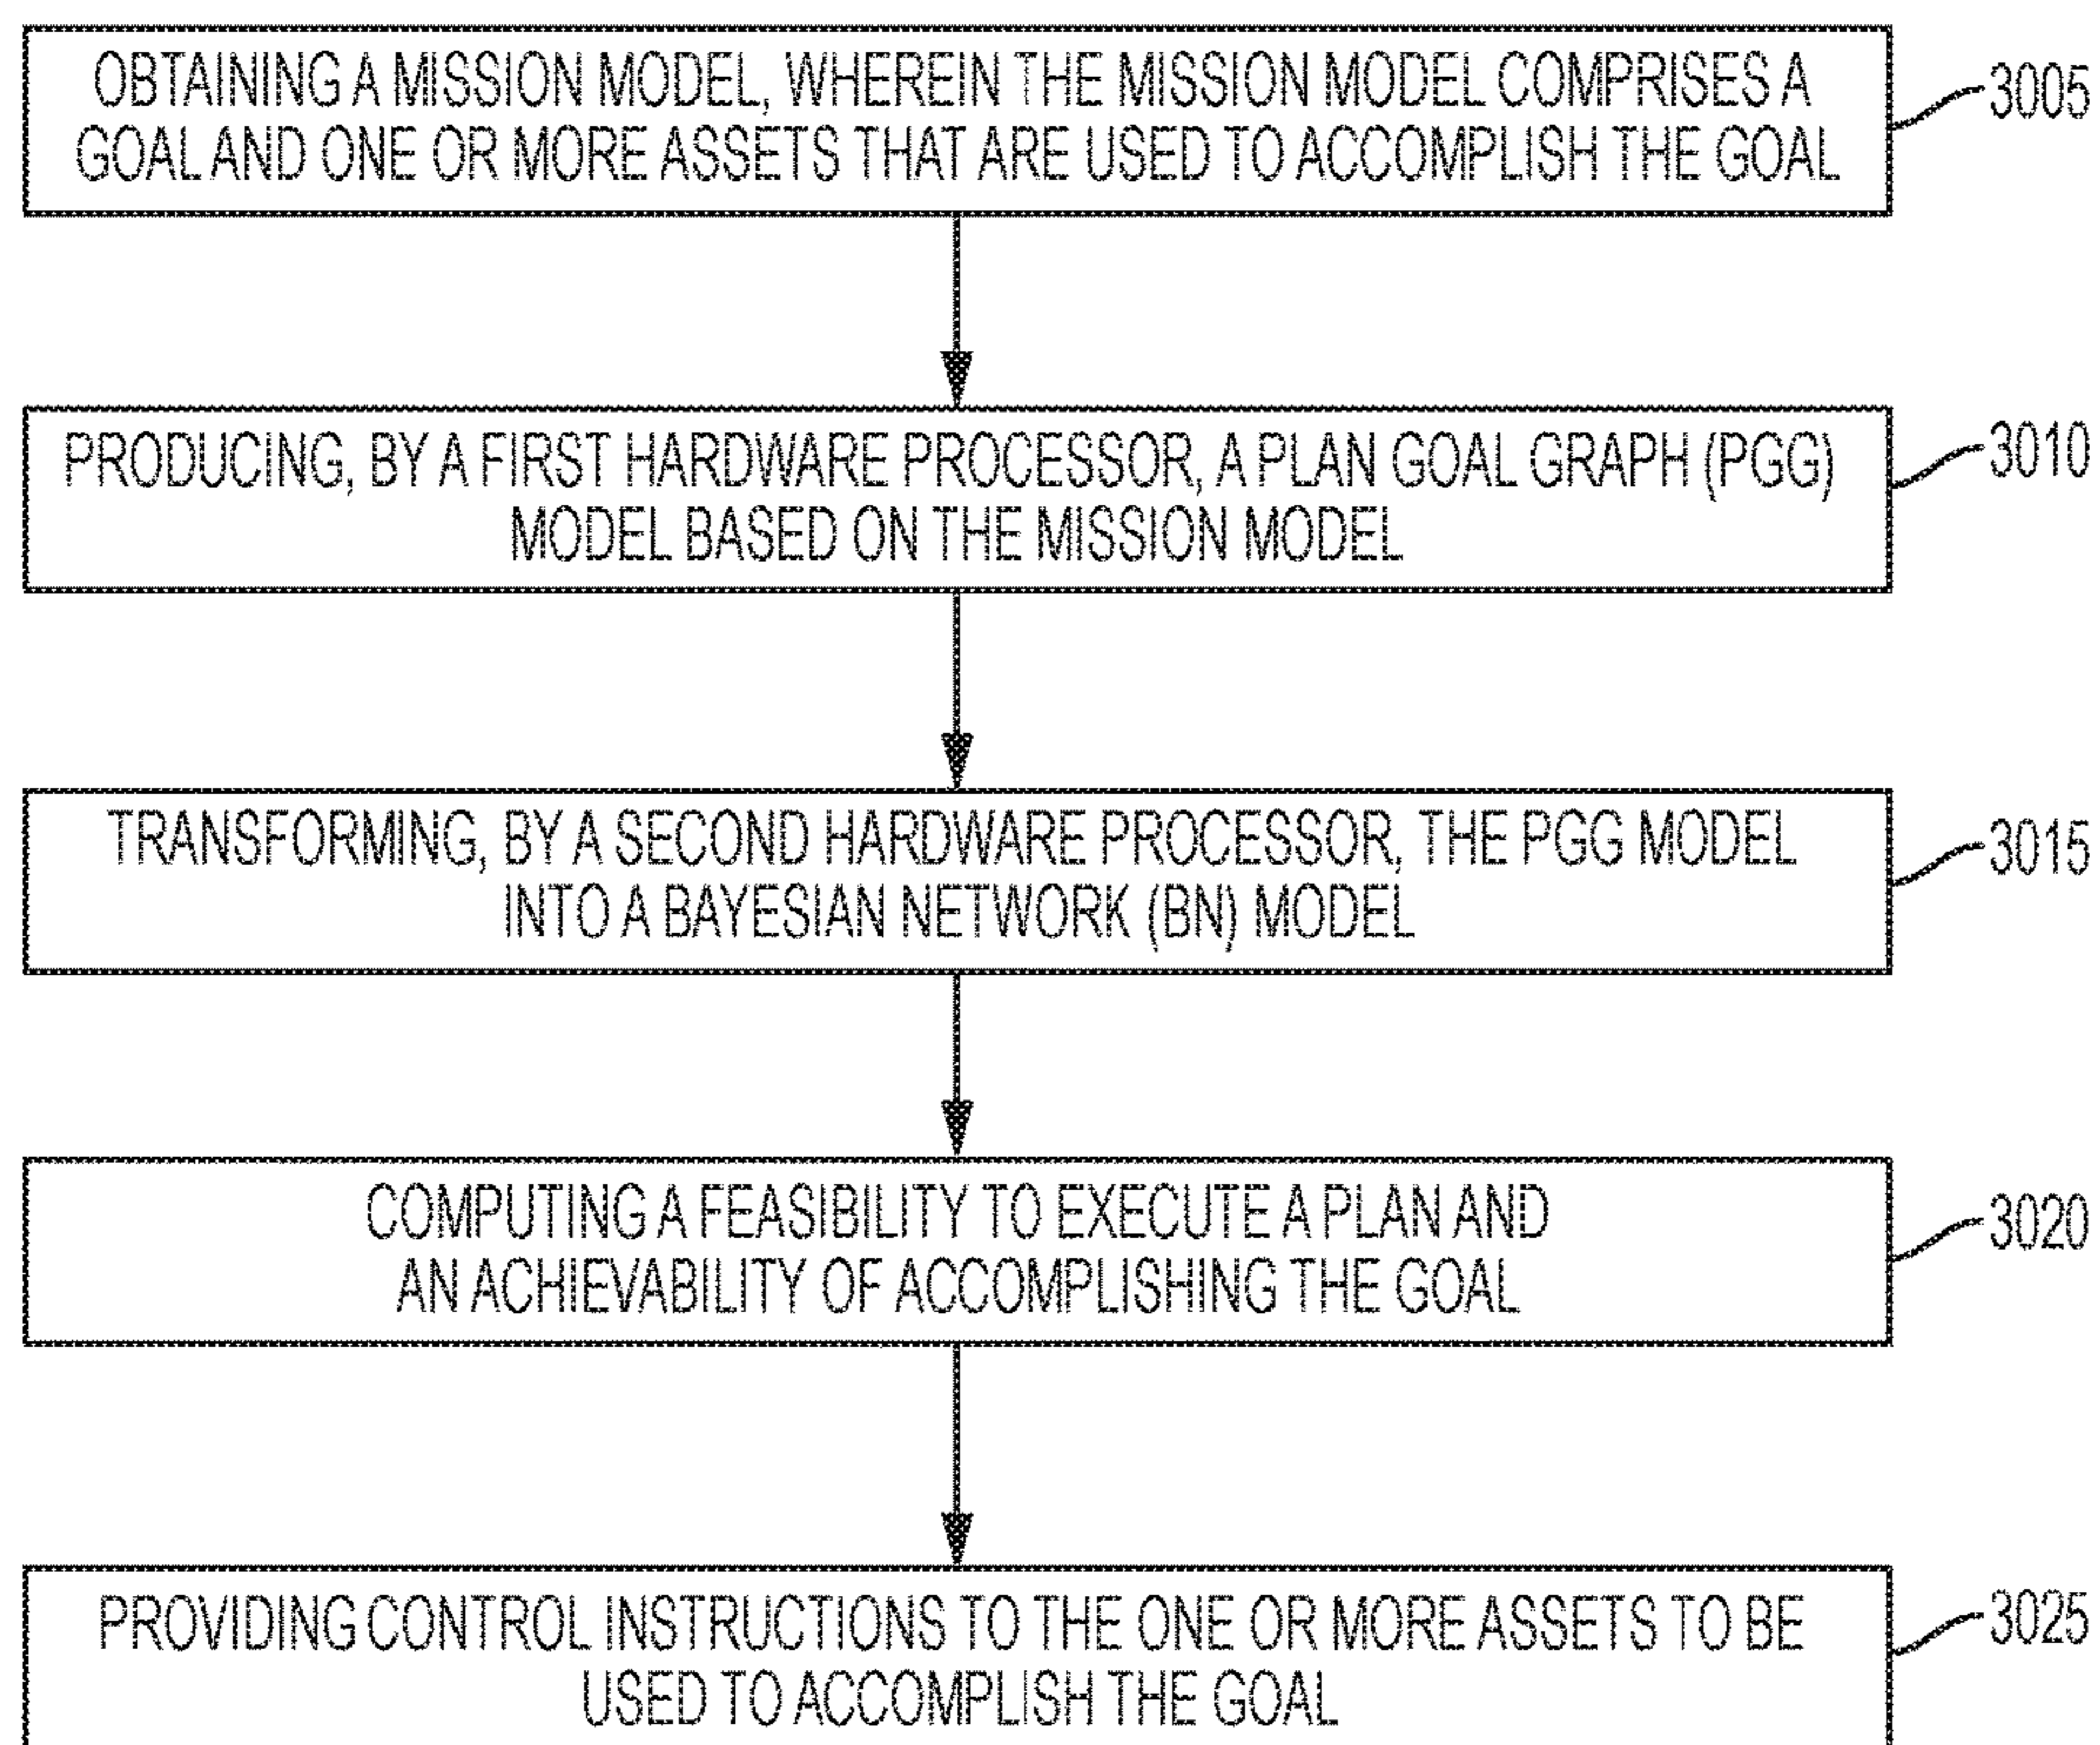 OBTAINING A MISSION MODEL, WHEREIN THE MISSION MODEL COMPRISES A
GOAL AND ONE OR MORE ASSETS THAT ARE USED TO ACCOMPLISH THE GOAL
3005
PRODUCING, BY A FIRST HARDWARE PROCESSOR, A PLAN GOAL GRAPH (PGG)
MODEL BASED ON THE MISSION MODEL
3010
TRANSFORMING, BY A SECOND HARDWARE PROCESSOR, THE PGG MODEL
INTO A BAYESIAN NETWORK (BN) MODEL
3015
COMPUTING A FEASIBILITY TO EXECUTE A PLAN AND
AN ACHIEVABILITY OF ACCOMPLISHING THE GOAL
3020
PROVIDING CONTROL INSTRUCTIONS TO THE ONE OR MORE ASSETS TO BE
USED TO ACCOMPLISH THE GOAL
3025